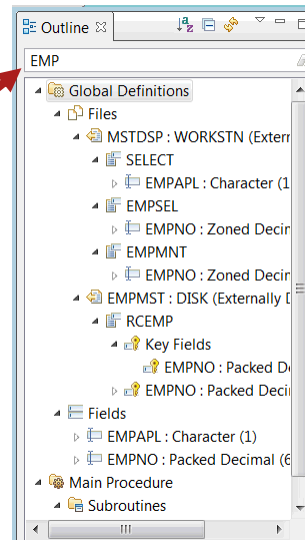 Outline
EMP
Global Definitions
Files
MSTDSP : WORKSTN (Extern
SELECT
EMPAPL : Character (1
EMPSEL
EMPNO : Zoned Decin
EMPMNT
EMPNO : Zoned Decin
EMPMST : DISK (Externally D
RCEMP
Key Fields
EMPNO : Packed De
EMPNO : Packed Decin
Fields
EMPAPL : Character (1)
EMPNO : Packed Decimal (6
Main Procedure
Subroutines